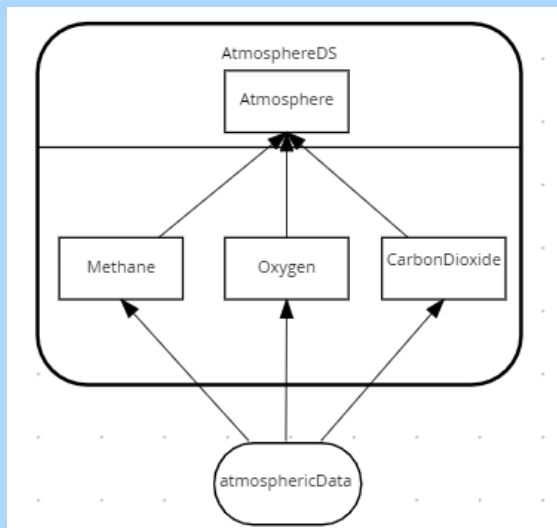 AtmosphereDS
Atmosphere
Methane
Oxygen
CarbonDioxide
atmosphericData